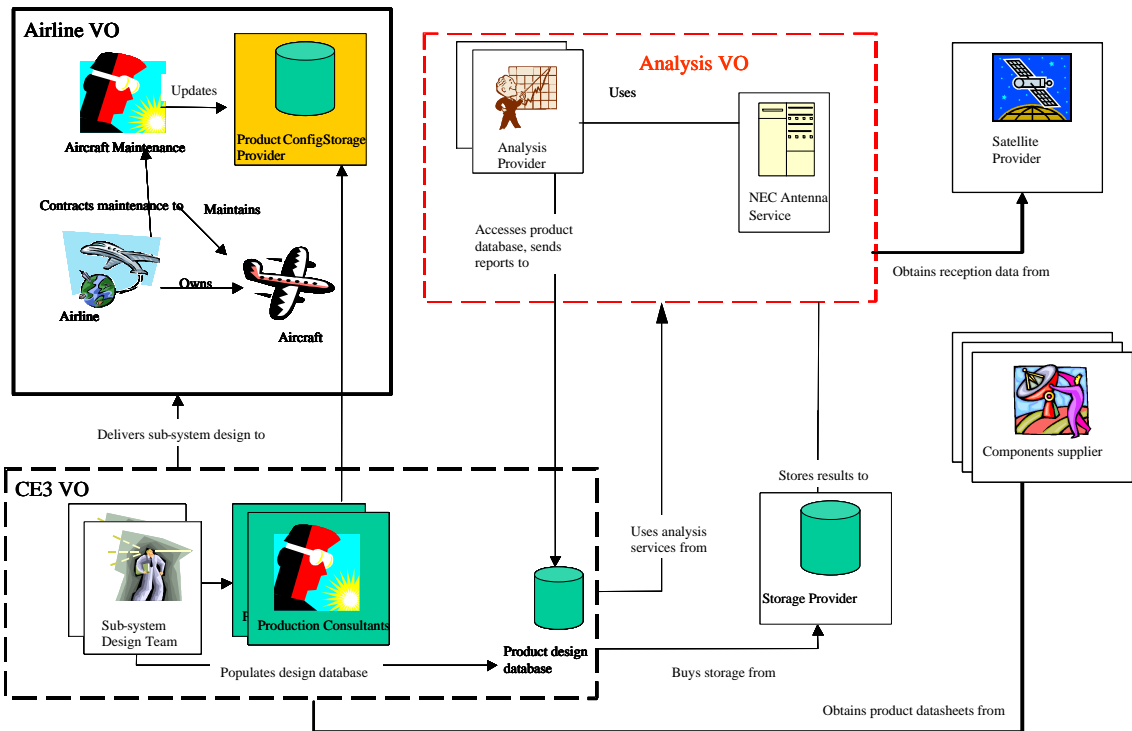 Airline VO
Updates
Aircraft Maintenance
Product ConfigStorage
Provider
Contracts maintenance to
Maintains
Owns
Airline
Aircraft
Analysis VO
Uses
Analysis
Provider
NEC Antenna
Service
Accesses product
database, sends
reports to
Satellite
Provider
Obtains reception data from
Components supplier
Delivers sub-system design to
CE3 VO
Sub-system
Design Team
P
Production Consultants
Populates design database
Product design
database
Uses analysis
services from
Stores results to
Storage Provider
Buys storage from
Obtains product datasheets from